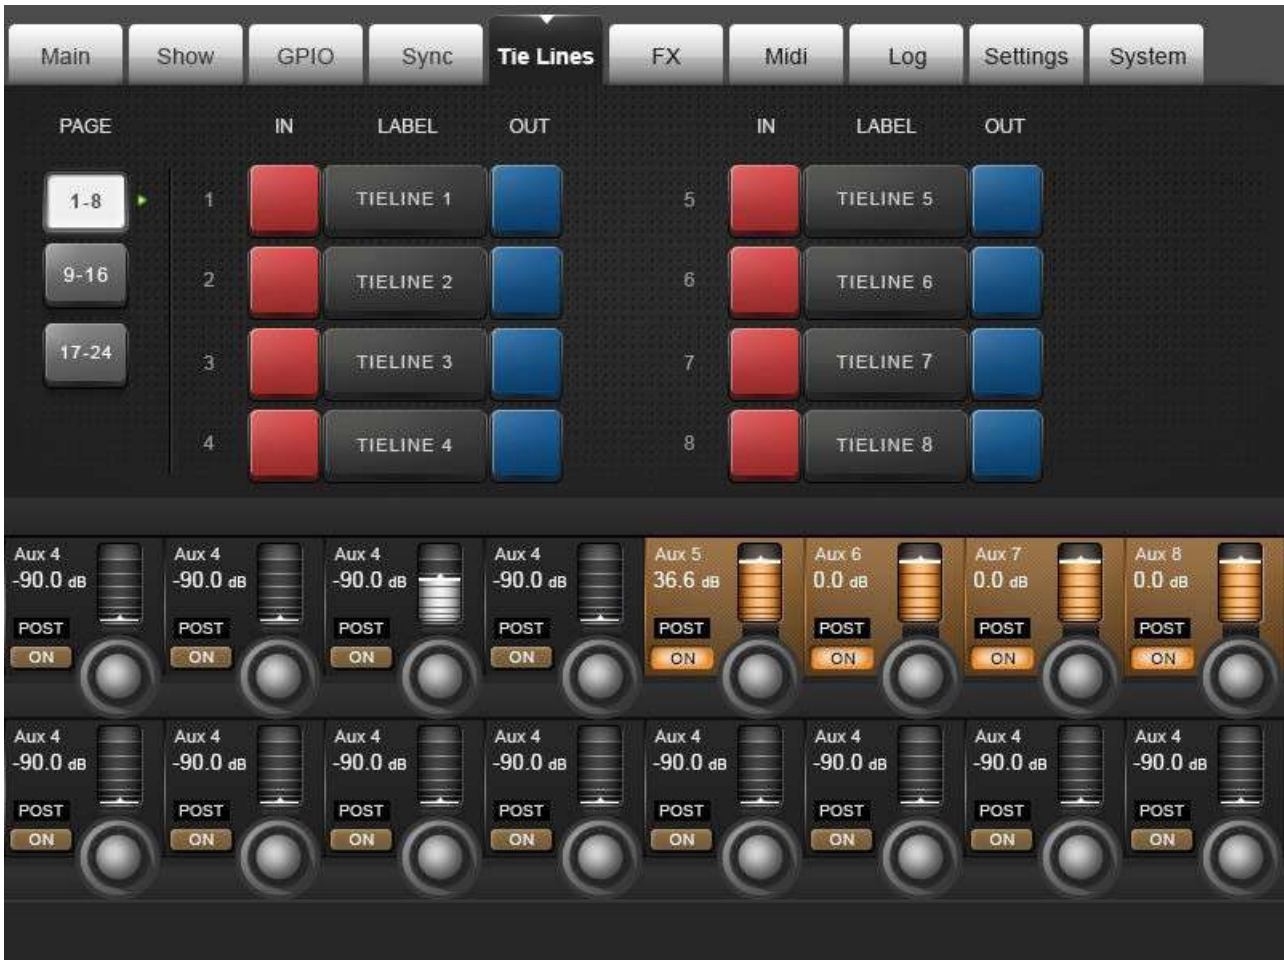 Main Show GPIO Sync Tie Lines FX Midi Log Settings System
PAGE IN LABEL OUT IN LABEL OUT
1-8 1 TIELINE 1 5 TIELINE 5
9-16 2 TIELINE 2 6 TIELINE 6
17-24 3 TIELINE 3 7 TIELINE 7
4 TIELINE 4 8 TIELINE 8
Aux 4 Aux 4 Aux 4 Aux 4 Aux 5 Aux 6 Aux 7 Aux 8
-90.0 dB -90.0 dB -90.0 dB -90.0 dB 36.6 dB 0.0 dB 0.0 dB 0.0 dB
POST POST POST POST POST POST POST POST
ON ON ON ON ON ON ON ON
Aux 4 Aux 4 Aux 4 Aux 4 Aux 4 Aux 4 Aux 4 Aux 4
-90.0 dB -90.0 dB -90.0 dB -90.0 dB -90.0 dB -90.0 dB -90.0 dB -90.0 dB
POST POST POST POST POST POST POST POST
ON ON ON ON ON ON ON ON